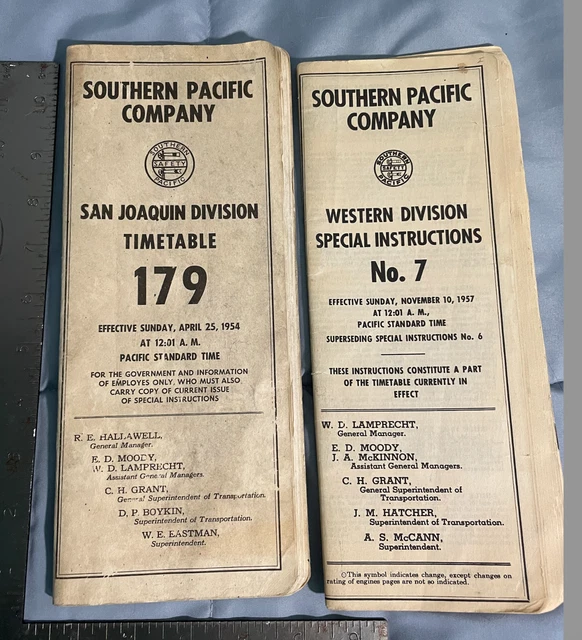 SOUTHERN PACIFIC
COMPANY
SOUTHERN
SAFETY
PACIFIC
SAN JOAQUIN DIVISION
TIMETABLE
179
EFFECTIVE SUNDAY, APRIL 25, 1954
AT 12:01 A. M.
PACIFIC STANDARD TIME
FOR THE GOVERNMENT AND INFORMATION
OF EMPLOYES ONLY, WHO MUST ALSO
CARRY COPY OF CURRENT ISSUE
OF SPECIAL INSTRUCTIONS
R. E. HALLAWELL,
General Manager.
E. D. MOODY,
W. D. LAMPRECHT,
Assistant General Managers.
C. H. GRANT,
General Superintendent of Transportation.
D. P. BOYKIN,
Superintendent of Transportation.
W. E. EASTMAN,
Superintendent.
SOUTHERN PACIFIC
COMPANY
SOUTHERN
SAFETY
PACIFIC
WESTERN DIVISION
SPECIAL INSTRUCTIONS
No. 7
EFFECTIVE SUNDAY, NOVEMBER 10, 1957
AT 12:01 A. M.,
PACIFIC STANDARD TIME
SUPERSEDING SPECIAL INSTRUCTIONS No. 6
THESE INSTRUCTIONS CONSTITUTE A PART
OF THE TIMETABLE CURRENTLY IN
EFFECT
W. D. LAMPRECHT,
General Manager.
E. D. MOODY,
J. A. McKINNON,
Assistant General Managers.
C. H. GRANT,
General Superintendent of
Transportation.
J. M. HATCHER,
Superintendent of Transportation.
A. S. McCANN,
Superintendent.
This symbol indicates change, except changes on
rating of engines pages are not so indicated.